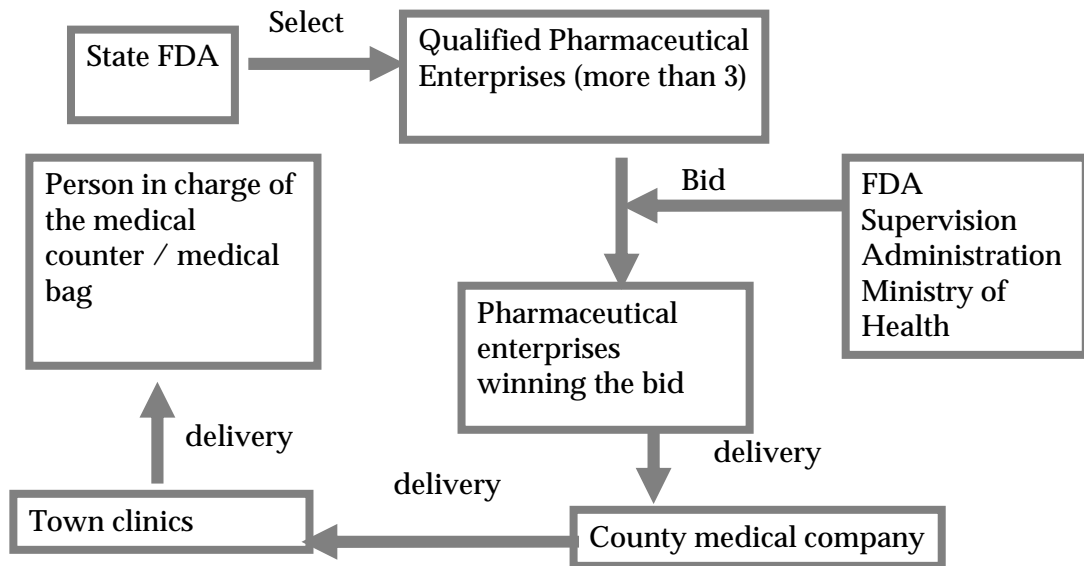 Select
State FDA
Qualified Pharmaceutical
Enterprises (more than 3)
Person in charge of
the medical
counter / medical
bag
Bid
FDA
Supervision
Administration
Ministry of
Health
Pharmaceutical
enterprises
winning the bid
delivery
delivery
delivery
Town clinics
County medical company